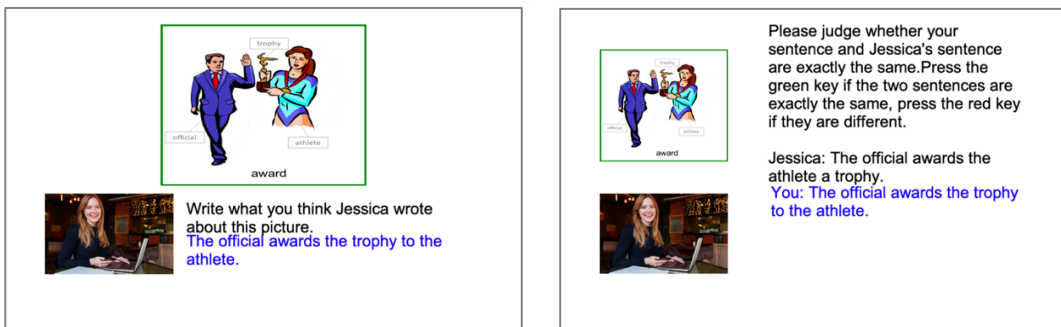 trophy
official
athlete
award
Write what you think Jessica wrote
about this picture.
The official awards the trophy to the
athlete.
trophy
official
athlete
award
Please judge whether your
sentence and Jessica's sentence
are exactly the same.Press the
green key if the two sentences are
exactly the same, press the red key
if they are different.
Jessica: The official awards the
athlete a trophy.
You: The official awards the trophy
to the athlete.